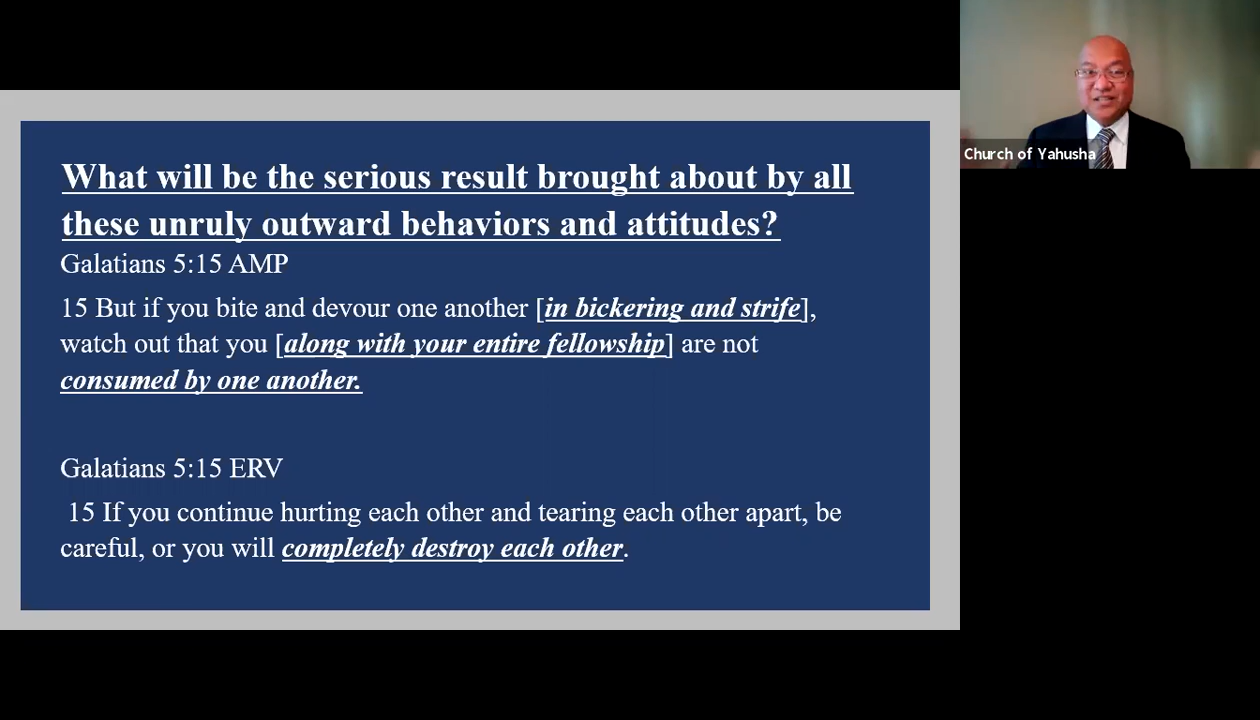 What will be the serious result brought about by all
these unruly outward behaviors and attitudes?
Galatians 5:15 AMP
15 But if you bite and devour one another [in bickering and strife],
watch out that you [along with your entire fellowship] are not
consumed by one another.
Galatians 5:15 ERV
15 If you continue hurting each other and tearing each other apart, be
careful, or you will completely destroy each other.
Church of Yahusha